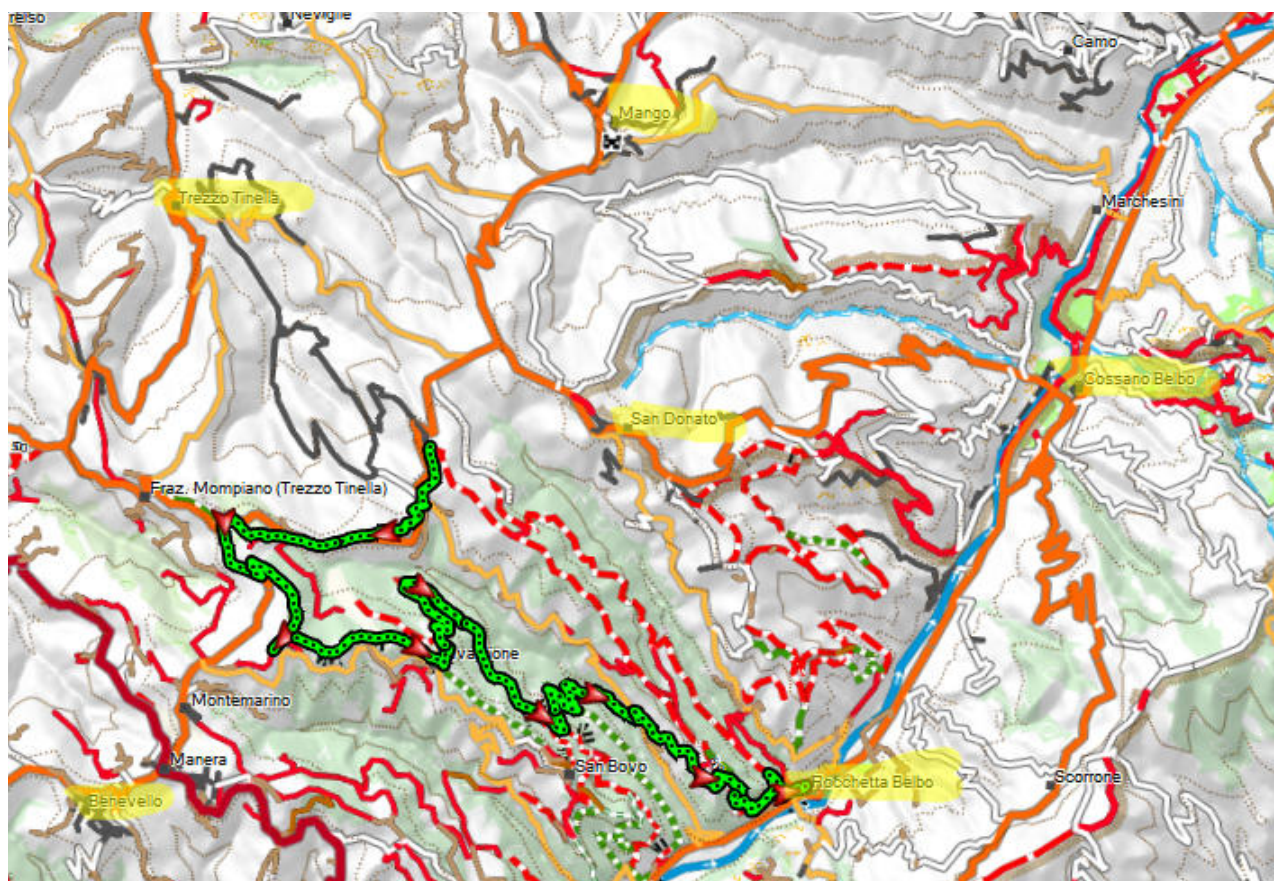 Neviglie
Camo
Mango
Trezzo Tinella
Marchesini
Cossano Belbo
San Donato
Fraz. Mompiano (Trezzo Tinella)
Montemarino
Manera
San Bovo
Rocchetta Belbo
Scorrone
Benevello